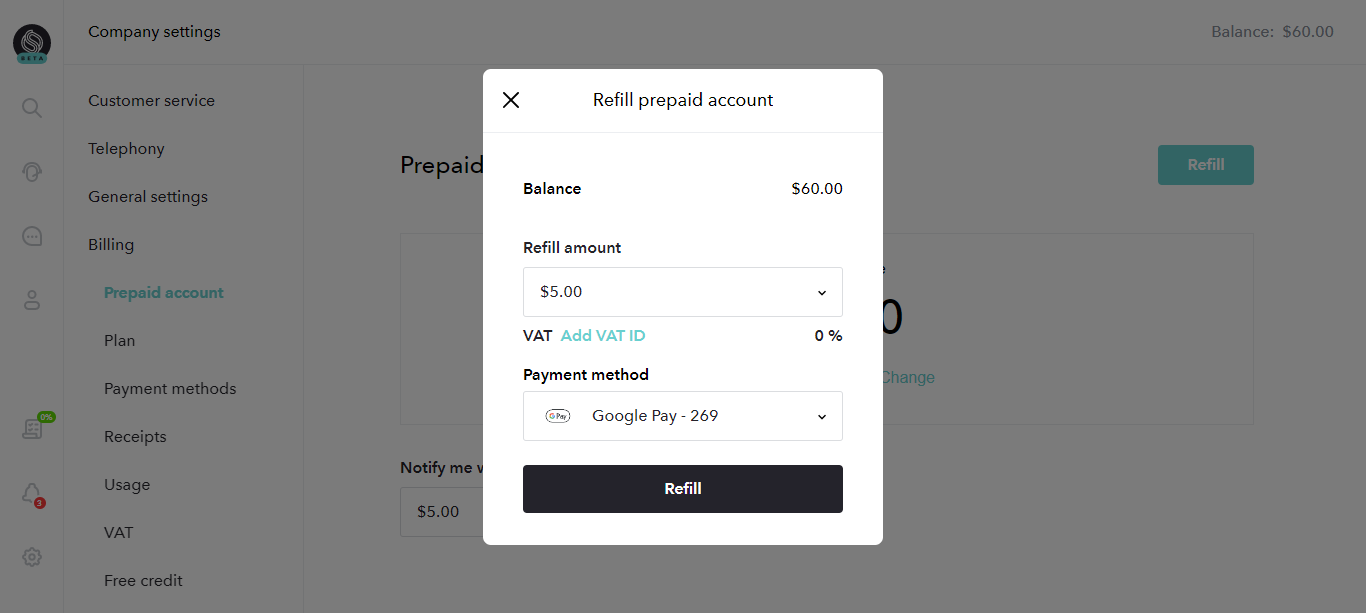 BETA
Company settings
Balance: $60.00
Customer service
Telephony
General settings
Billing
Prepaid account
Plan
Payment methods
Receipts
Usage
VAT
Free credit
0%
3
Prepaid
Refill
Change
Notify me
$5.00
Refill prepaid account
Balance $60.00
Refill amount
$5.00
VAT Add VAT ID 0 %
Payment method
G Pay Google Pay - 269
Refill